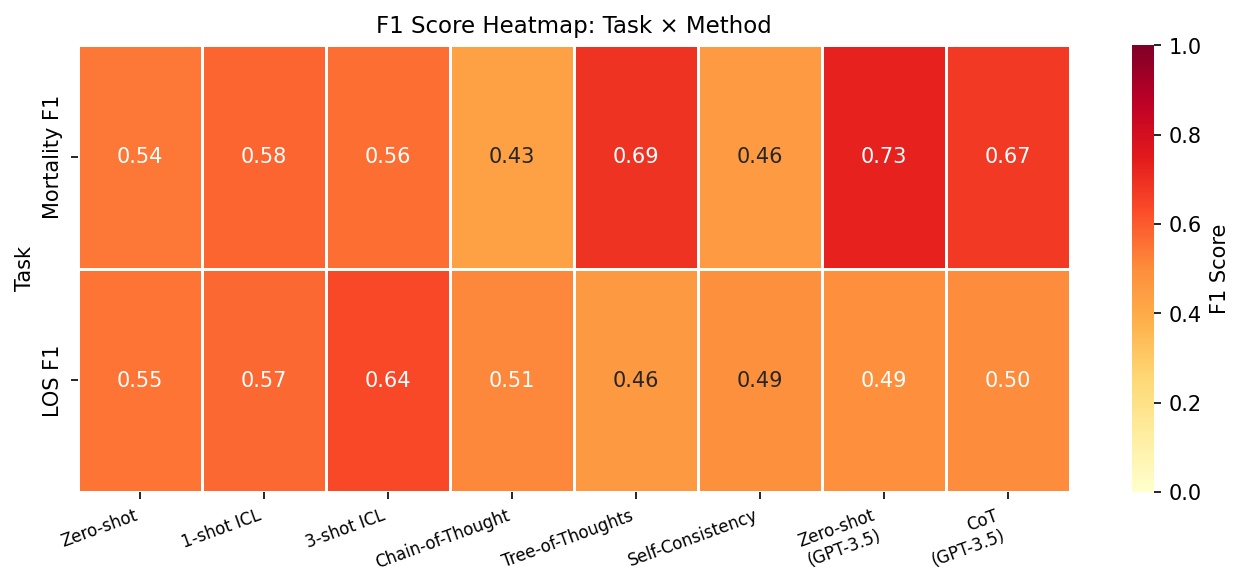 F1 Score Heatmap: Task × Method
Task
Mortality F1
0.54 0.58 0.56 0.43 0.69 0.46 0.73 0.67
LOS F1
0.55 0.57 0.64 0.51 0.46 0.49 0.49 0.50
Zero-shot
1-shot ICL
3-shot ICL
Chain-of-Thought
Tree-of-Thoughts
Self-Consistency
Zero-shot
(GPT-3.5)
CoT
(GPT-3.5)
1.0
0.8
0.6
0.4
0.2
0.0
F1 Score